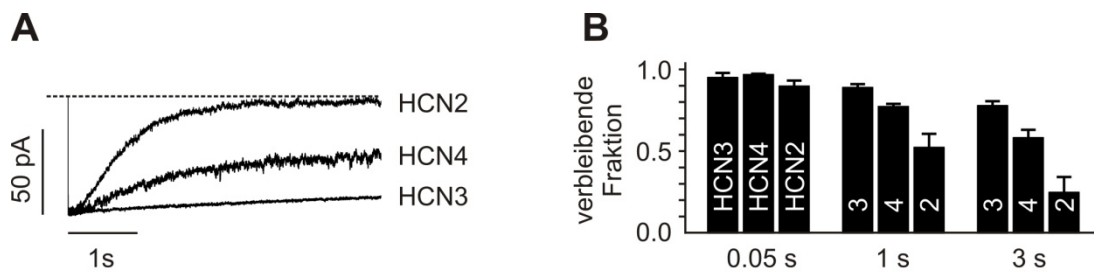 A
50 pA
1s
HCN2
HCN4
HCN3
B
verbleibende
Fraktion
1.0
0.5
0.0
HCN3
HCN4
HCN2
3
4
2
3
4
2
0.05 s
1 s
3 s